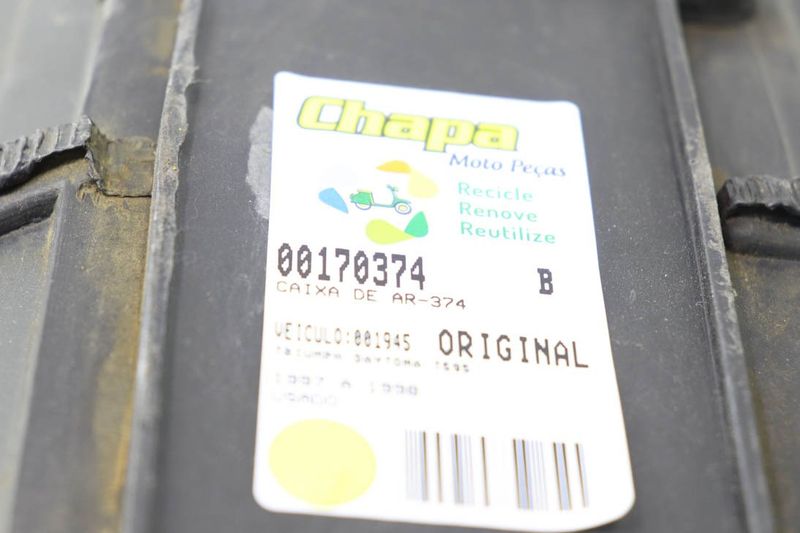 Chapa
Moto Peças
Recicle
Renove
Reutilize
00170374 B
CAIXA DE AR-374
VEICULO:001945 ORIGINAL
TRIUMPH DAYTONA T595
1997 A 1998
USADO